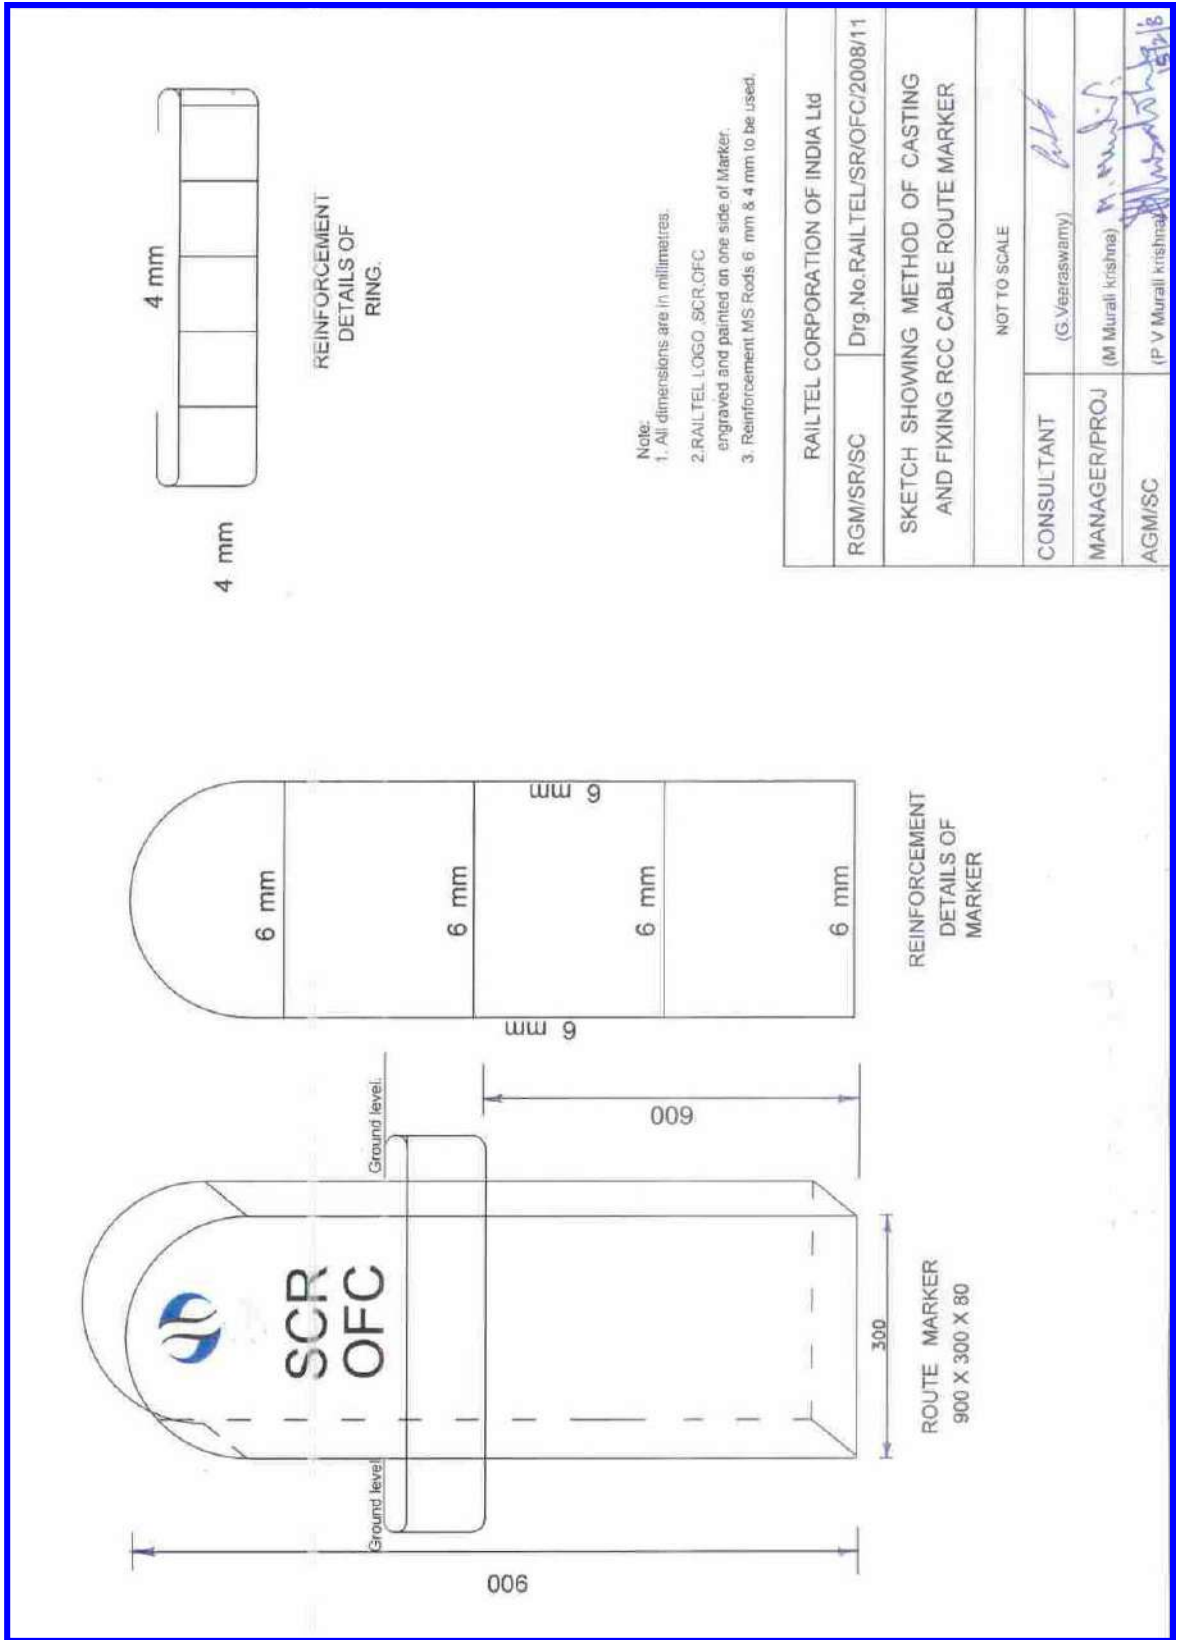 900
Ground level
SCR
OFC
Ground level.
600
300
ROUTE MARKER
900 X 300 X 80
6 mm
6 mm
6 mm
6 mm
6 mm
6 mm
REINFORCEMENT
DETAILS OF
MARKER
4 mm
4 mm
REINFORCEMENT
DETAILS OF
RING.
Note:
1. All dimensions are in millimetres.
2.RAILTEL LOGO ,SCR,OFC
engraved and painted on one side of Marker.
3. Reinforcement MS Rods 6 mm & 4 mm to be used.
RAILTEL CORPORATION OF INDIA Ltd
RGM/SR/SC Drg.No.RAILTEL/SR/OFC/2008/11
SKETCH SHOWING METHOD OF CASTING
AND FIXING RCC CABLE ROUTE MARKER
NOT TO SCALE
CONSULTANT (G.Veeraswamy)
MANAGER/PROJ (M Murali krishna)
AGM/SC (P V Murali krishna) 15/2/8